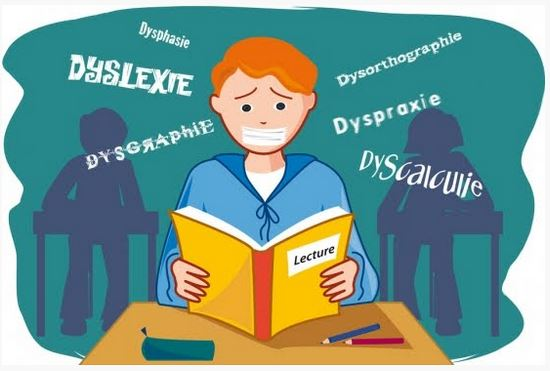 Dysphasie
Dysorthographie
DYSLEXIE
Dyspraxie
DYSGRAPHIE
DYScalculie
Lecture